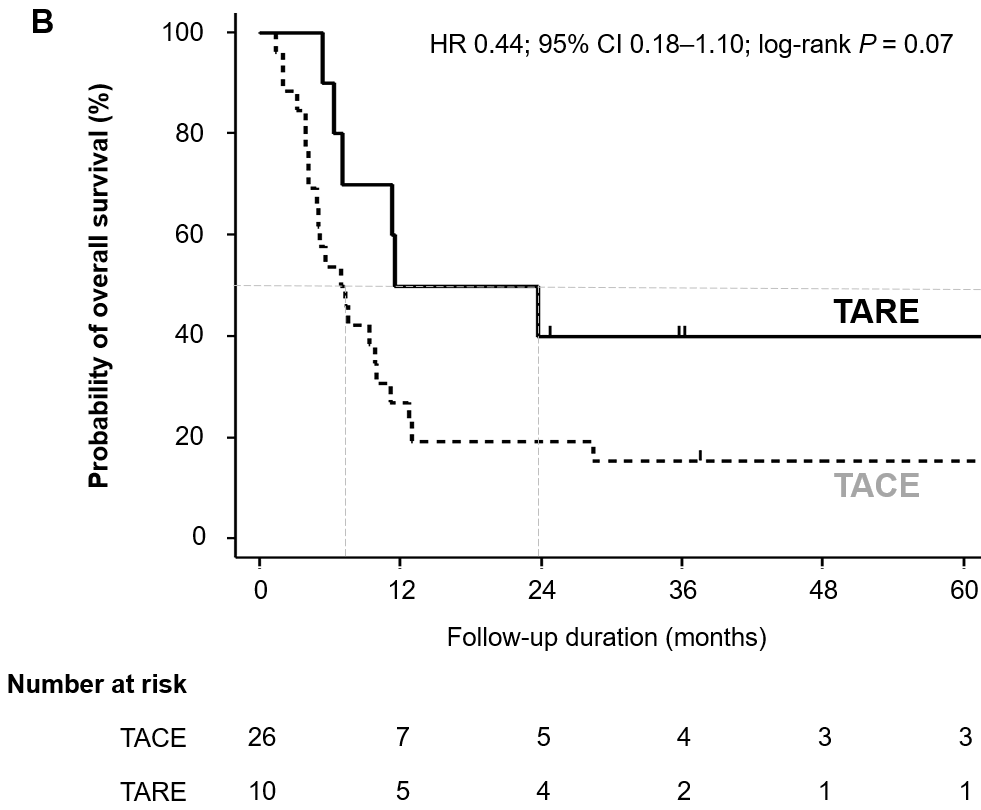 B
HR 0.44; 95% CI 0.18–1.10; log-rank P = 0.07
Probability of overall survival (%)
100
80
60
40
20
0
TARE
TACE
0 12 24 36 48 60
Follow-up duration (months)
Number at risk
TACE 26 7 5 4 3 3
TARE 10 5 4 2 1 1